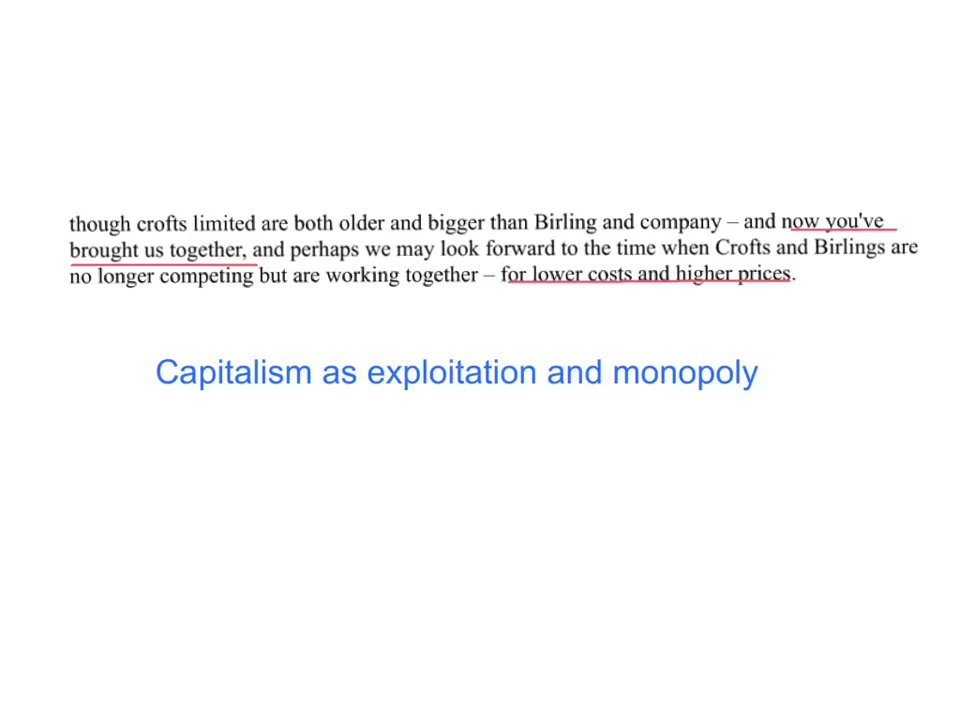 though crofts limited are both older and bigger than Birling and company – and now you've
brought us together, and perhaps we may look forward to the time when Crofts and Birlings are
no longer competing but are working together – for lower costs and higher prices.
Capitalism as exploitation and monopoly